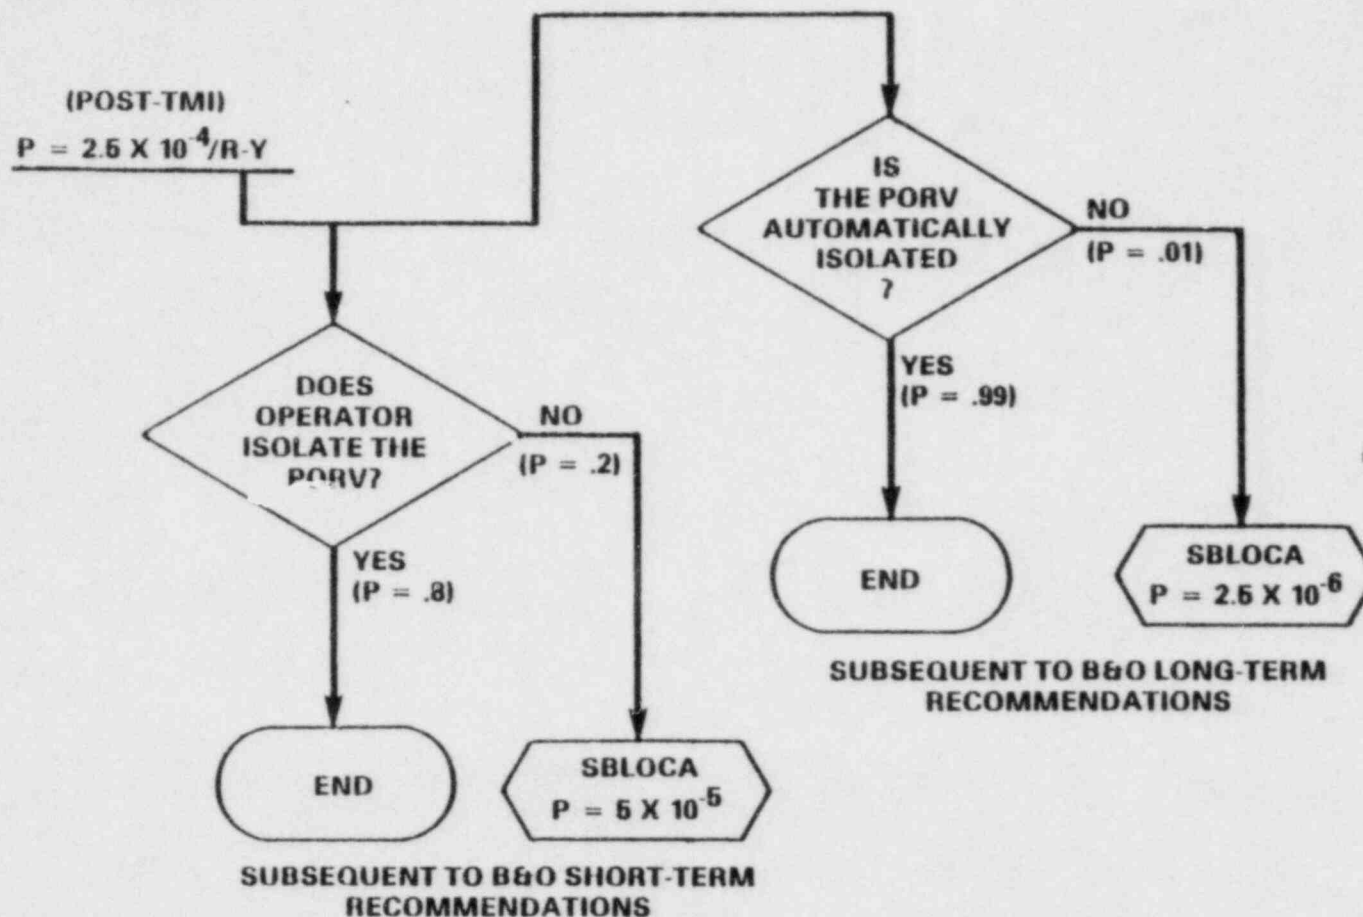 (POST-TMI)
P = 2.5 X 10⁻⁴/R-Y
IS
THE PORV
AUTOMATICALLY
ISOLATED
?
NO
(P = .01)
YES
(P = .99)
END
SBLOCA
P = 2.5 X 10⁻⁶
SUBSEQUENT TO B&O LONG-TERM
RECOMMENDATIONS
DOES
OPERATOR
ISOLATE THE
PORV?
NO
(P = .2)
YES
(P = .8)
END
SBLOCA
P = 5 X 10⁻⁵
SUBSEQUENT TO B&O SHORT-TERM
RECOMMENDATIONS